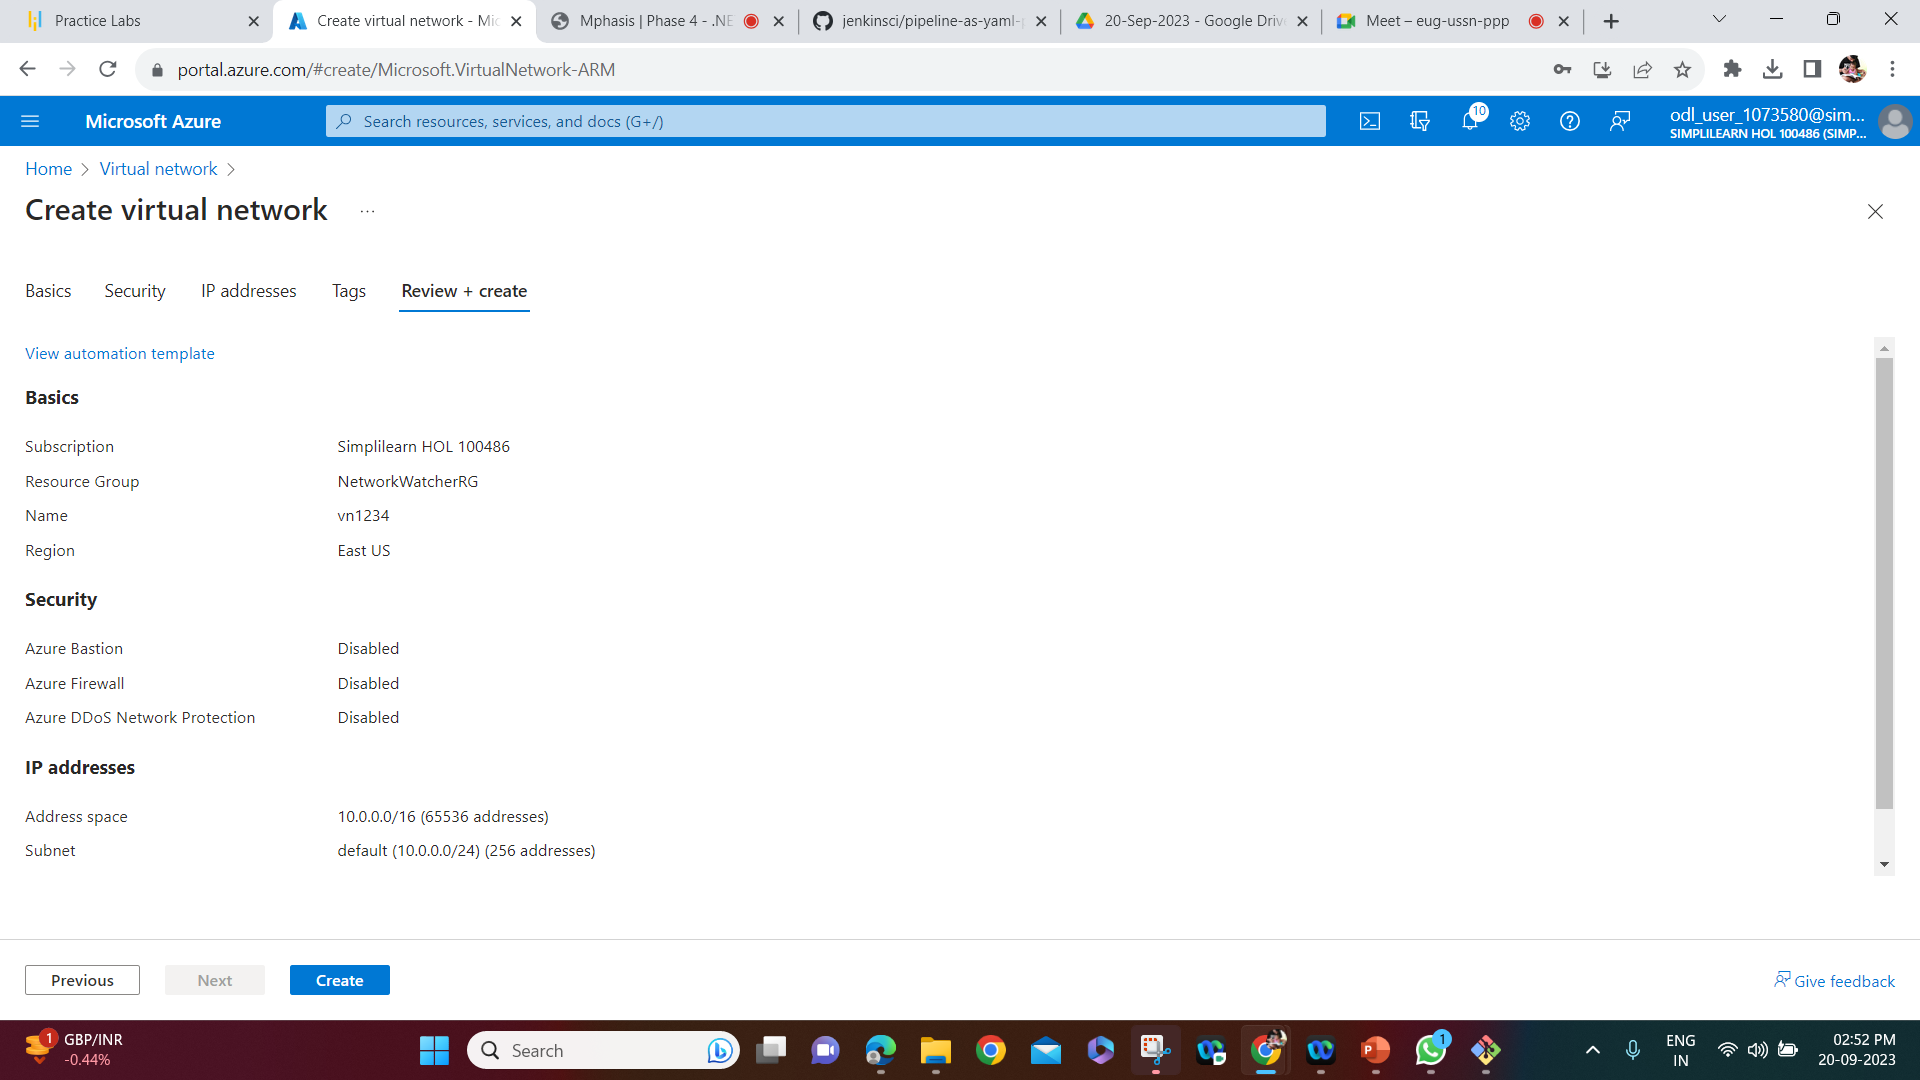 Practice Labs
Create virtual network - Mic
Mphasis | Phase 4 - .NE
jenkinsci/pipeline-as-yaml-p
20-Sep-2023 - Google Driv
Meet – eug-ussn-ppp
portal.azure.com/#create/Microsoft.VirtualNetwork-ARM
Microsoft Azure
Search resources, services, and docs (G+/)
10
odl_user_1073580@sim...
SIMPLILEARN HOL 100486 (SIMP...
Home
Virtual network
Create virtual network
...
Basics
Security
IP addresses
Tags
Review + create
View automation template
Basics
Subscription Simplilearn HOL 100486
Resource Group NetworkWatcherRG
Name vn1234
Region East US
Security
Azure Bastion Disabled
Azure Firewall Disabled
Azure DDoS Network Protection Disabled
IP addresses
Address space 10.0.0.0/16 (65536 addresses)
Subnet default (10.0.0.0/24) (256 addresses)
Previous
Next
Create
Give feedback
1
GBP/INR
-0.44%
Search
1
ENG
IN
02:52 PM
20-09-2023